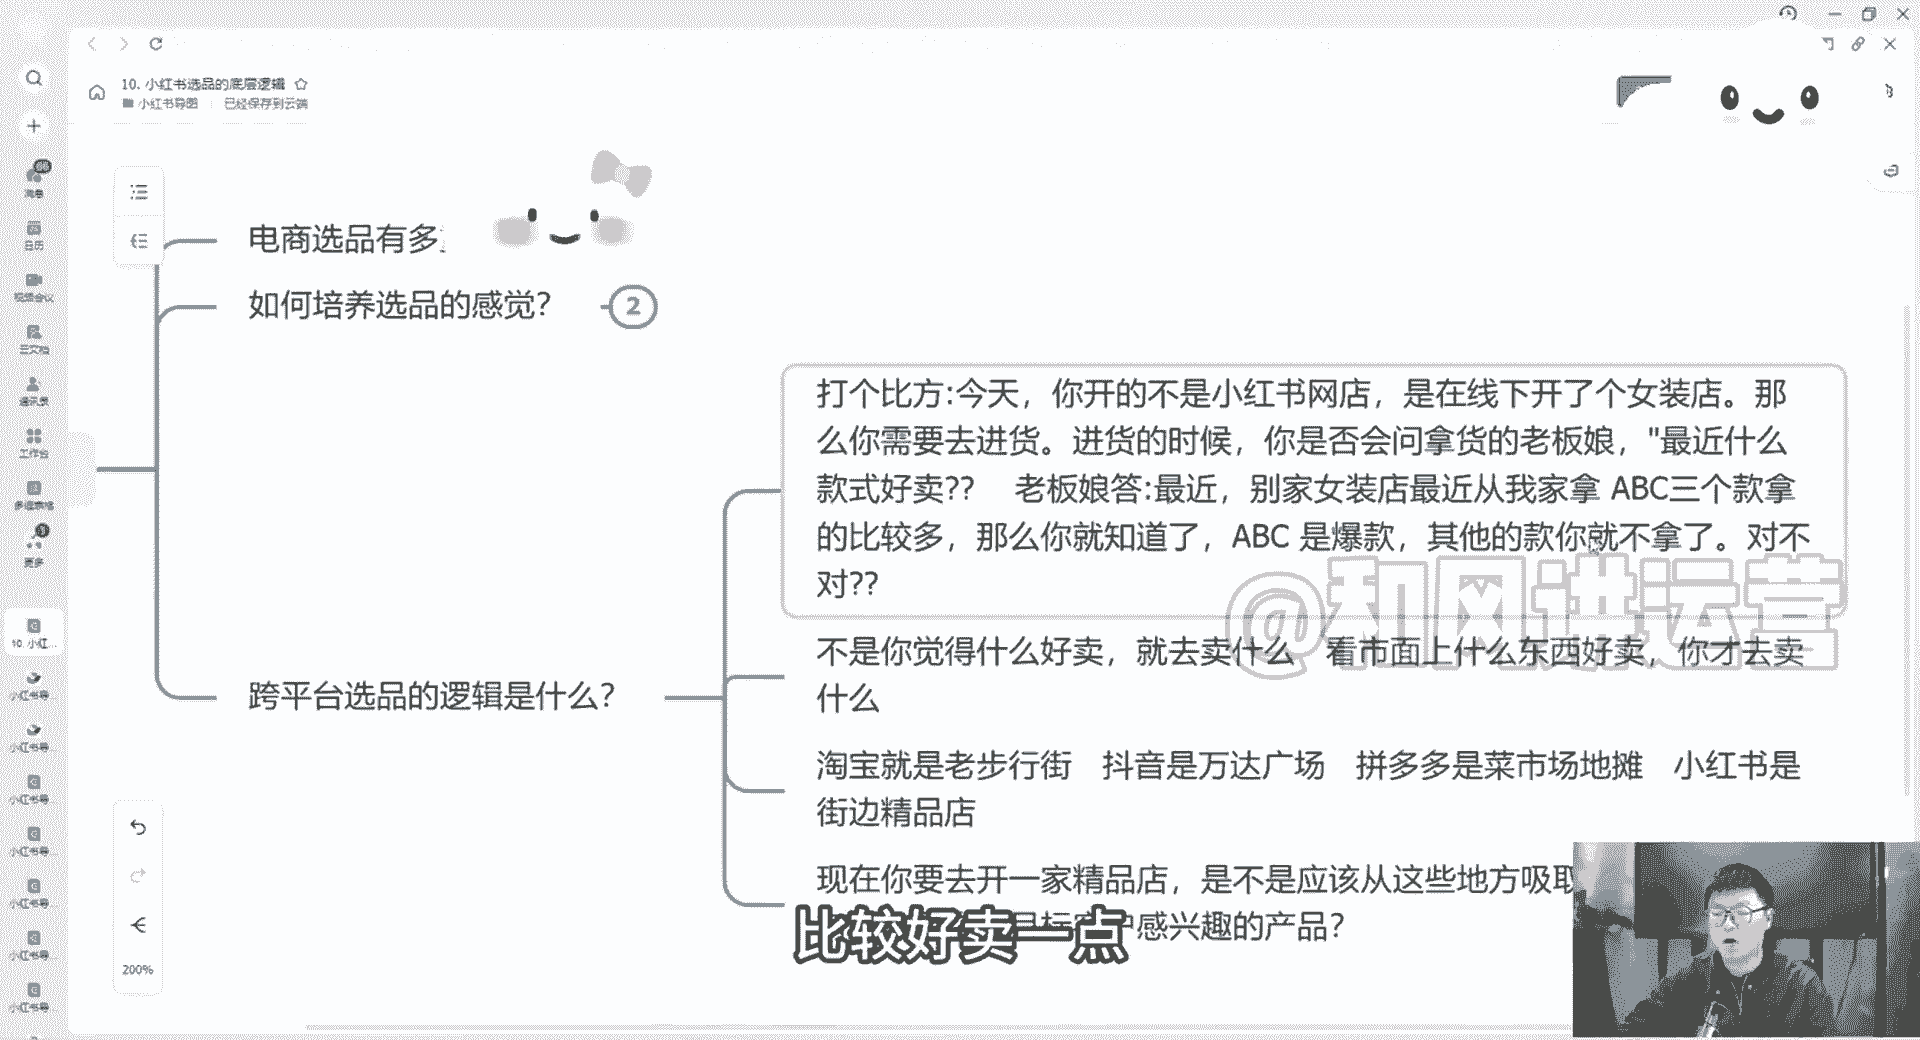 10. 小红书选品的底层逻辑
小红书导图
已经保存到云端
消息
日历
视频会议
云文档
通讯录
工作台
多维表格
更多
10. 小红...
小红书导...
小红书导...
小红书导...
小红书导...
小红书导...
小红书导...
小红书导...
200%
电商选品有多
如何培养选品的感觉?
2
跨平台选品的逻辑是什么?
打个比方:今天，你开的不是小红书网店，是在线下开了个女装店。那
么你需要去进货。进货的时候，你是否会问拿货的老板娘，"最近什么
款式好卖?? 老板娘答:最近，别家女装店最近从我家拿 ABC三个款拿
的比较多，那么你就知道了，ABC 是爆款，其他的款你就不拿了。对不
对??
不是你觉得什么好卖，就去卖什么 看市面上什么东西好卖，你才去卖
什么
淘宝就是老步行街 抖音是万达广场 拼多多是菜市场地摊 小红书是
街边精品店
现在你要去开一家精品店，是不是应该从这些地方吸取
感兴趣的产品?
比较好卖一点
@和风讲运营